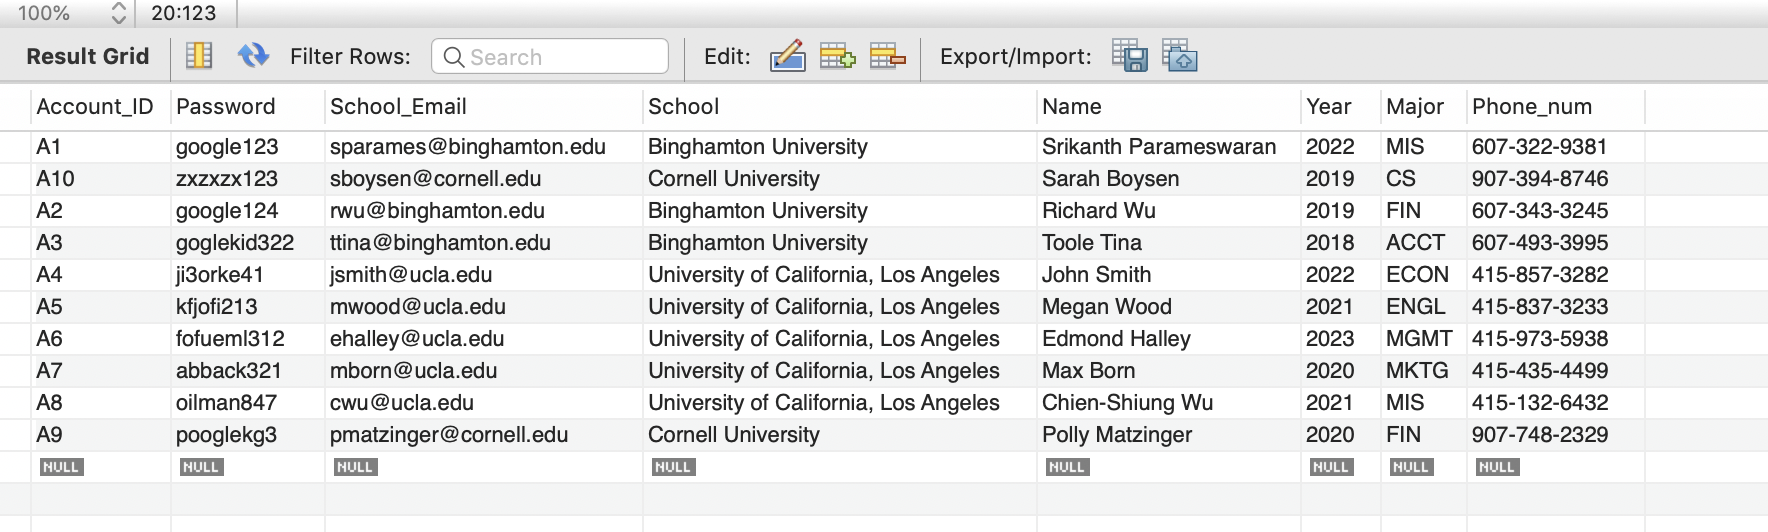 100% 20:123
Result Grid Filter Rows: Search Edit: Export/Import:
Account_ID Password School_Email School Name Year Major Phone_num
A1 google123 sparames@binghamton.edu Binghamton University Srikanth Parameswaran 2022 MIS 607-322-9381
A10 zxzxzx123 sboysen@cornell.edu Cornell University Sarah Boysen 2019 CS 907-394-8746
A2 google124 rwu@binghamton.edu Binghamton University Richard Wu 2019 FIN 607-343-3245
A3 goglekid322 ttina@binghamton.edu Binghamton University Toole Tina 2018 ACCT 607-493-3995
A4 ji3orke41 jsmith@ucla.edu University of California, Los Angeles John Smith 2022 ECON 415-857-3282
A5 kfjofi213 mwood@ucla.edu University of California, Los Angeles Megan Wood 2021 ENGL 415-837-3233
A6 fofueml312 ehalley@ucla.edu University of California, Los Angeles Edmond Halley 2023 MGMT 415-973-5938
A7 abback321 mborn@ucla.edu University of California, Los Angeles Max Born 2020 MKTG 415-435-4499
A8 oilman847 cwu@ucla.edu University of California, Los Angeles Chien-Shiung Wu 2021 MIS 415-132-6432
A9 pooglekg3 pmatzinger@cornell.edu Cornell University Polly Matzinger 2020 FIN 907-748-2329
NULL NULL NULL NULL NULL NULL NULL NULL